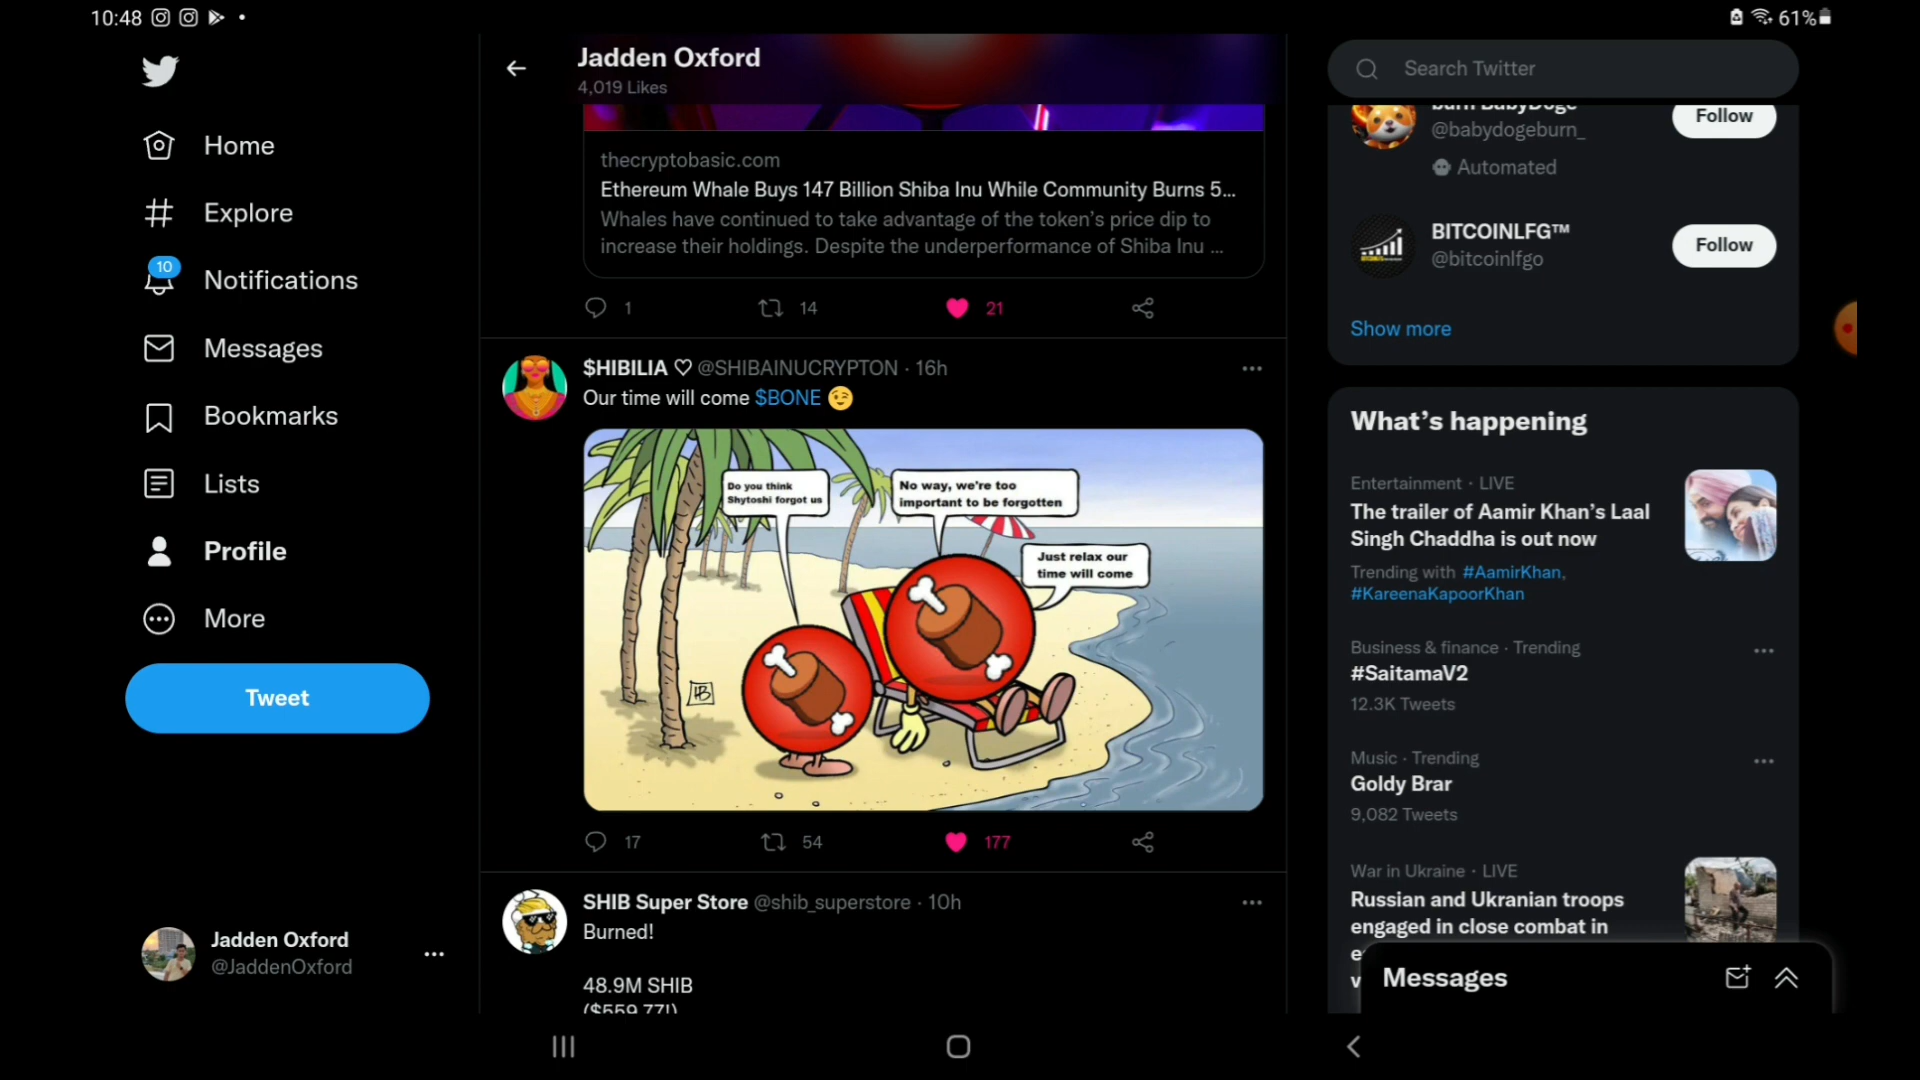 10:48
61%
Home
Explore
10
Notifications
Messages
Bookmarks
Lists
Profile
More
Tweet
Jadden Oxford
@JaddenOxford
Jadden Oxford
4,019 Likes
thecryptobasic.com
Ethereum Whale Buys 147 Billion Shiba Inu While Community Burns 5...
Whales have continued to take advantage of the token's price dip to
increase their holdings. Despite the underperformance of Shiba Inu ...
1
14
21
$HIBILIA ♡ @SHIBAINUCRYPTON · 16h
Our time will come $BONE 😉
Do you think
Shytoshi forgot us
No way, we're too
important to be forgotten
Just relax our
time will come
HB
17
54
177
SHIB Super Store @shib_superstore · 10h
Burned!
48.9M SHIB
($559.77!)
Search Twitter
burn BabyDoge
@babydogeburn_
Automated
Follow
BITCOINLFG™
@bitcoinlfgo
Follow
Show more
What's happening
Entertainment · LIVE
The trailer of Aamir Khan's Laal
Singh Chaddha is out now
Trending with #AamirKhan,
#KareenaKapoorKhan
Business & finance · Trending
#SaitamaV2
12.3K Tweets
Music · Trending
Goldy Brar
9,082 Tweets
War in Ukraine · LIVE
Russian and Ukranian troops
engaged in close combat in
Messages